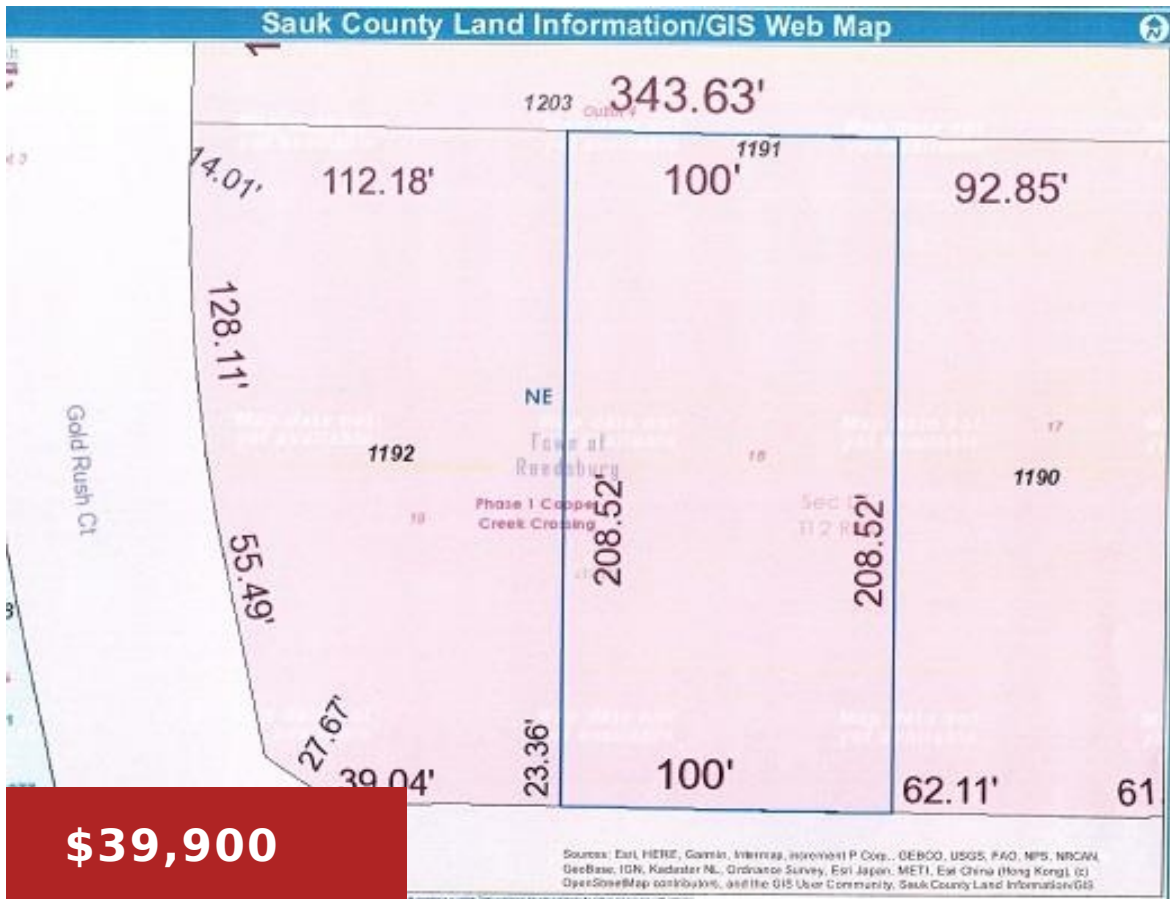 Sauk County Land Information/GIS Web Map
1203
343.63'
1191
14.01'
112.18'
100'
92.85'
128.11'
NE
Gold Rush Ct
1192
Town of
Reedsburg
18
17
1190
Phase 1 Copper
Creek Crossing
19
208.52'
208.52'
55.49'
27.67'
39.04'
23.36'
100'
62.11'
61
$39,900
Sources: Esri, HERE, Garmin, Intermap, increment P Corp., GEBCO, USGS, FAO, NPS, NRCAN,
GeoBase, IGN, Kadaster NL, Ordnance Survey, Esri Japan, METI, Esri China (Hong Kong), (c)
OpenStreetMap contributors, and the GIS User Community, Sauk County Land Information/GIS